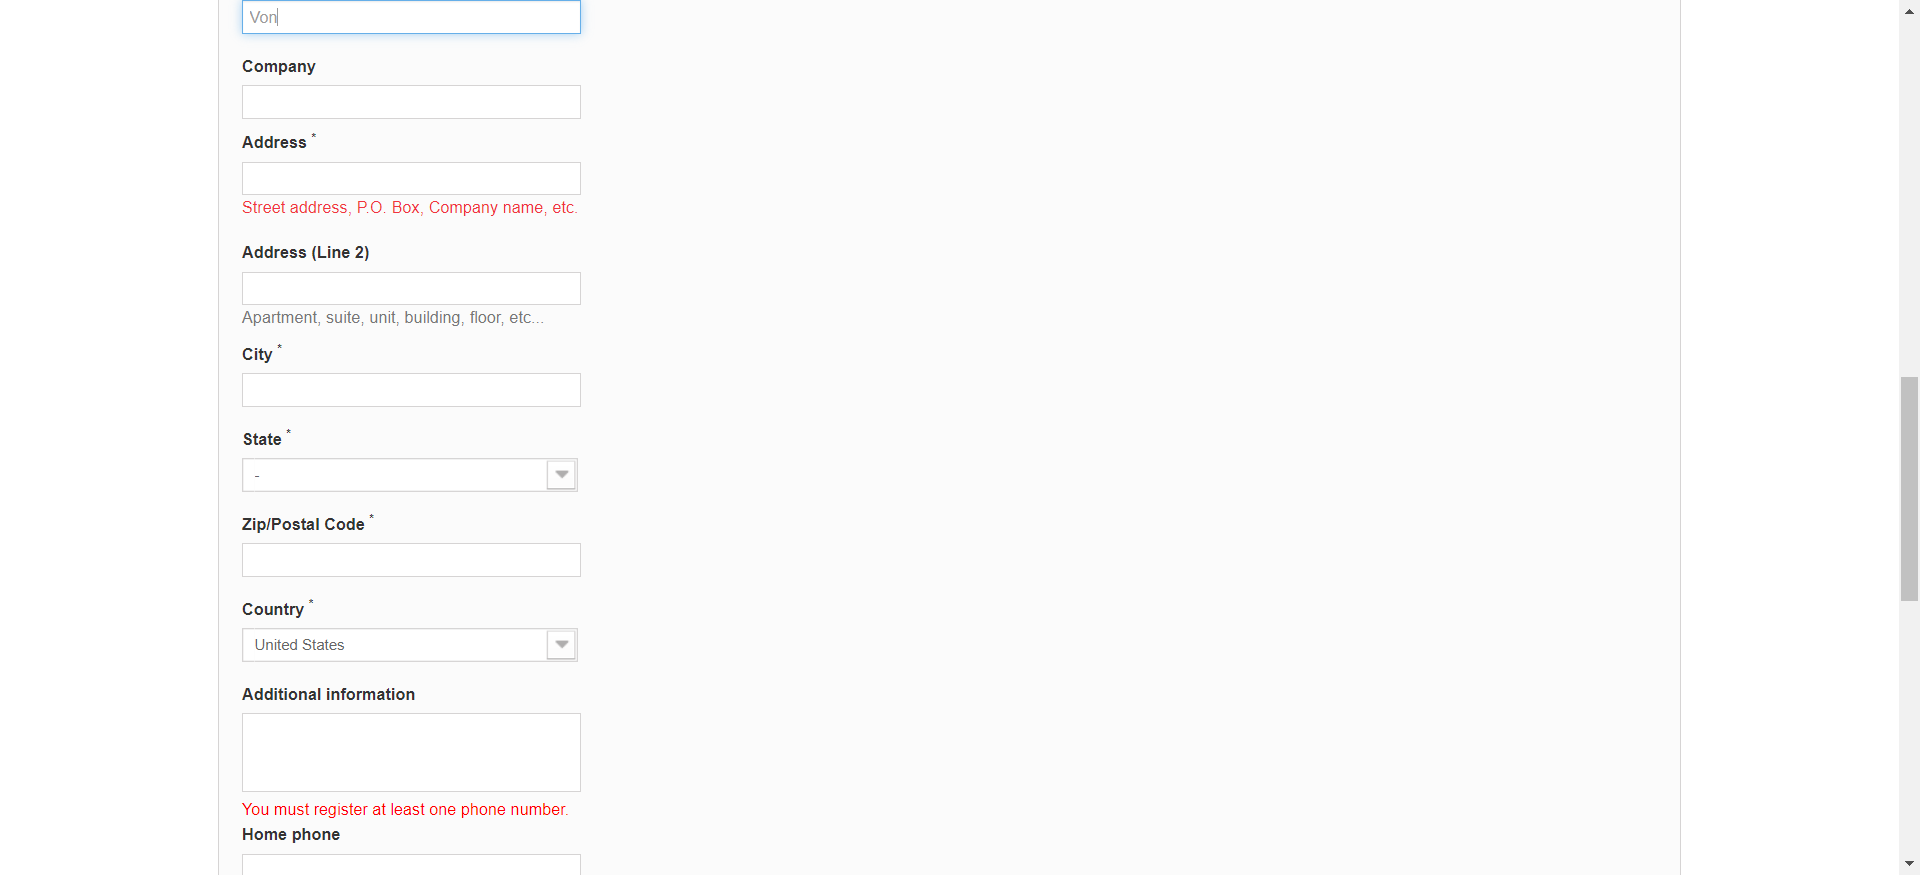 Von
Company
Address *
Street address, P.O. Box, Company name, etc.
Address (Line 2)
Apartment, suite, unit, building, floor, etc...
City *
State *
-
Zip/Postal Code *
Country *
United States
Additional information
You must register at least one phone number.
Home phone